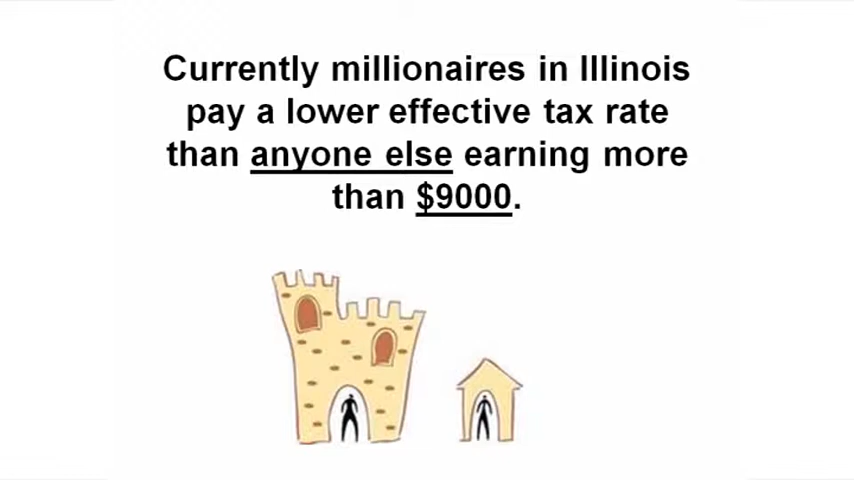 Currently millionaires in Illinois
pay a lower effective tax rate
than anyone else earning more
than $9000.